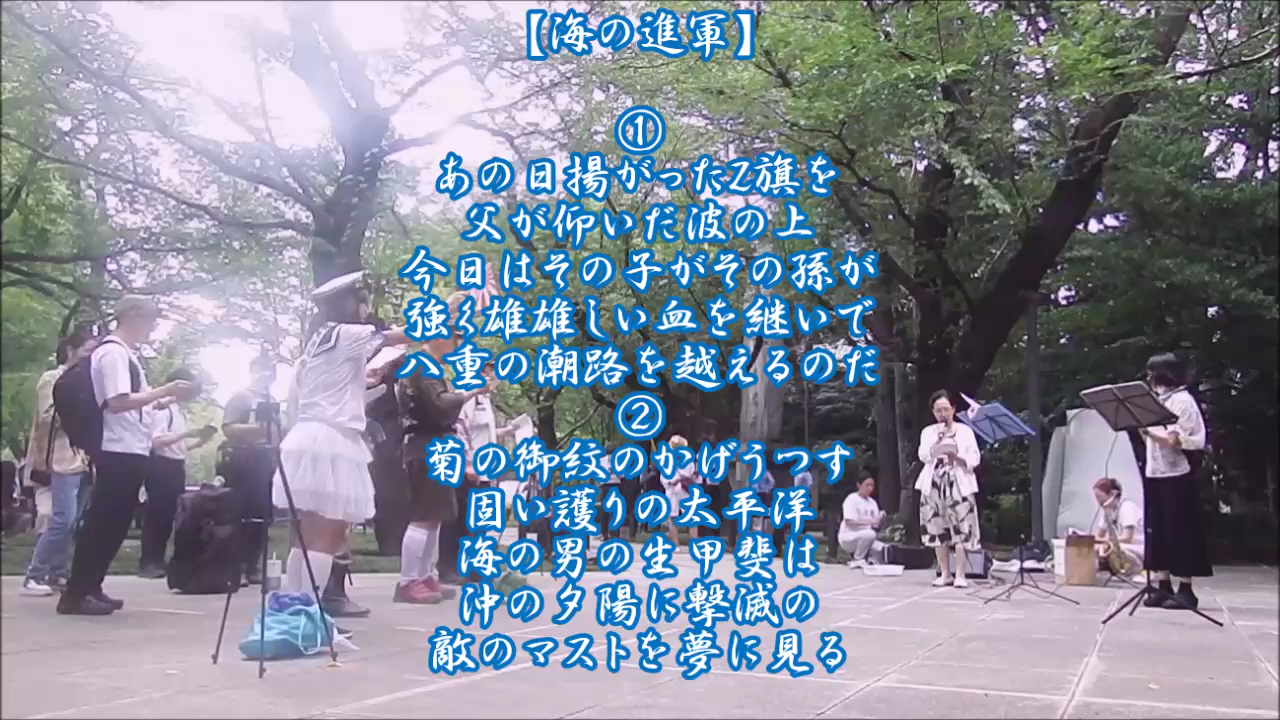 【海の進軍】
①
あの日揚がったZ旗を
父が仰いだ波の上
今日はその子がその孫が
強く雄雄しい血を継いで
八重の潮路を越えるのだ
②
菊の御紋のかげうつす
固い護りの太平洋
海の男の生甲斐は
沖の夕陽に撃滅の
敵のマストを夢に見る